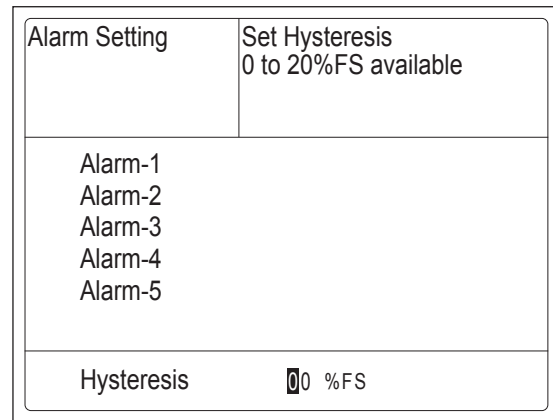 Alarm Setting
Set Hysteresis
0 to 20%FS available
Alarm-1
Alarm-2
Alarm-3
Alarm-4
Alarm-5
Hysteresis 00 %FS